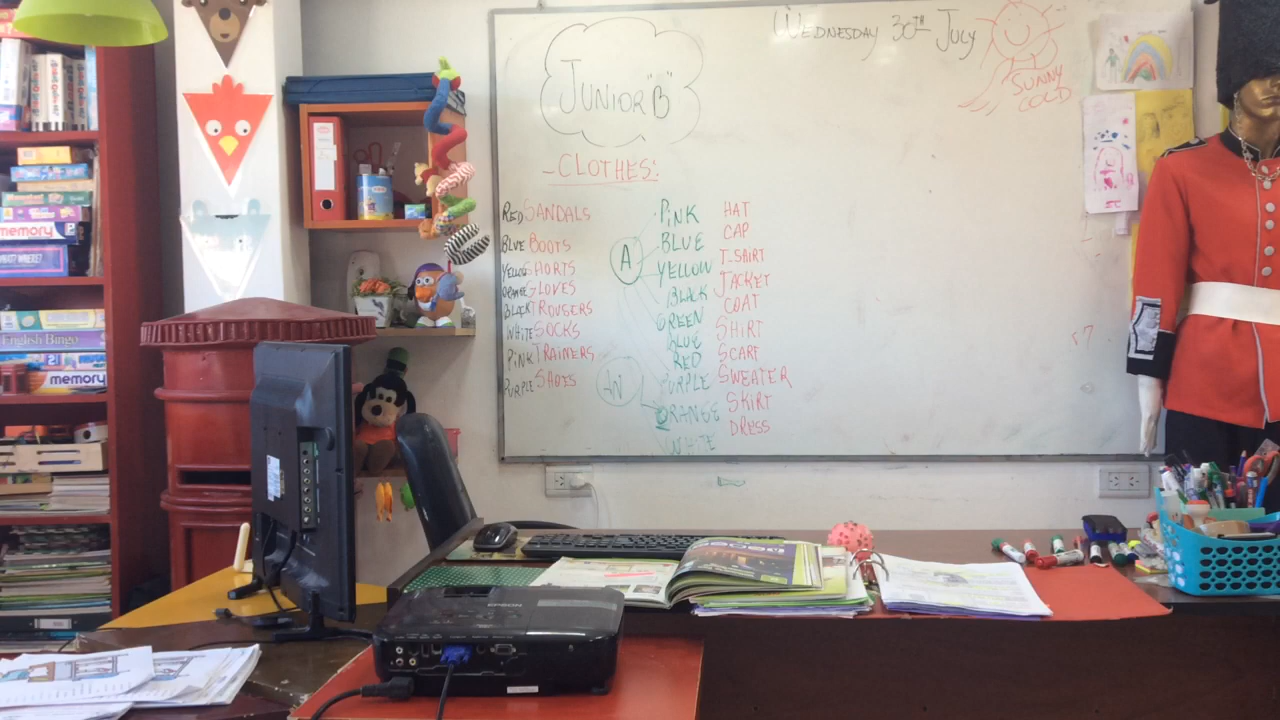 WEDNESDAY 30TH JULY
SUNNY
COLD
JUNIOR "B"
- CLOTHES:
RED SANDALS
BLUE BOOTS
YELLOW SHORTS
ORANGE GLOVES
BLACK TROUSERS
WHITE SOCKS
PINK TRAINERS
PURPLE SHOES
A
W
PINK
BLUE
YELLOW
BLACK
GREEN
BLUE
RED
PURPLE
ORANGE
WHITE
HAT
CAP
T-SHIRT
JACKET
COAT
SHIRT
SCARF
SWEATER
SKIRT
DRESS
memory
English Bingo
memory
EPSON